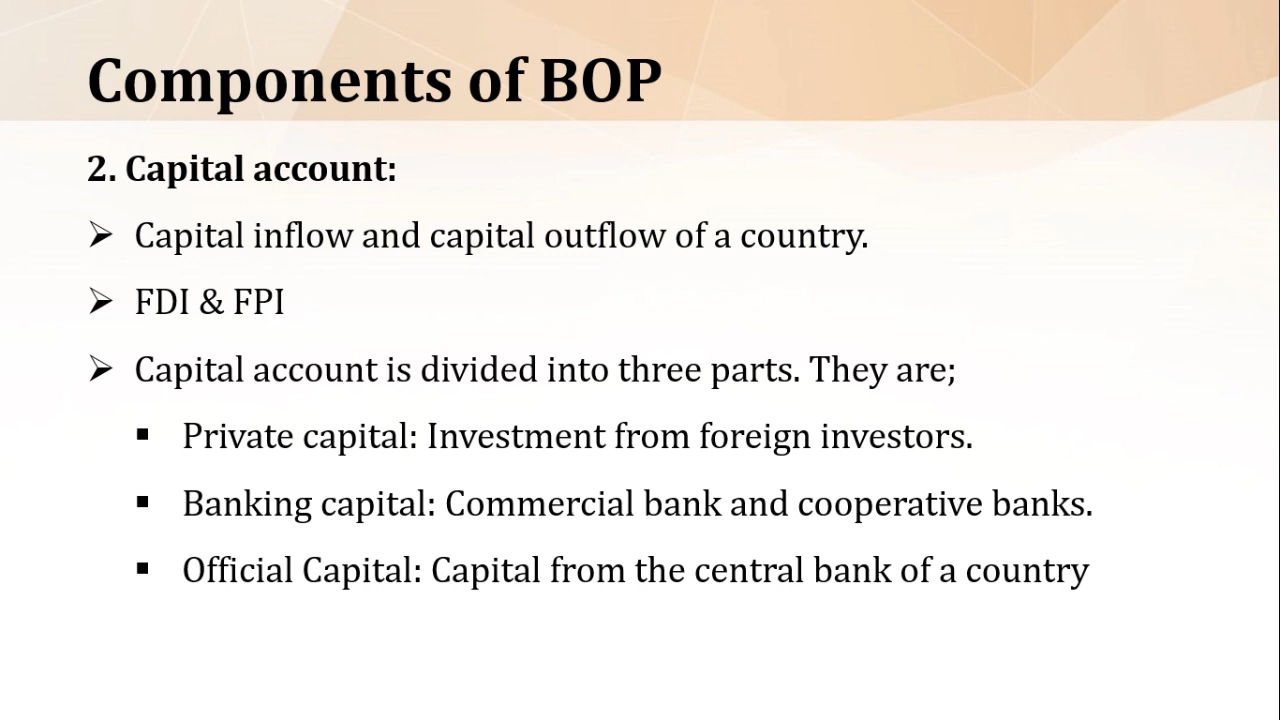 Components of BOP
2. Capital account:
➢ Capital inflow and capital outflow of a country.
➢ FDI & FPI
➢ Capital account is divided into three parts. They are;
▪ Private capital: Investment from foreign investors.
▪ Banking capital: Commercial bank and cooperative banks.
▪ Official Capital: Capital from the central bank of a country